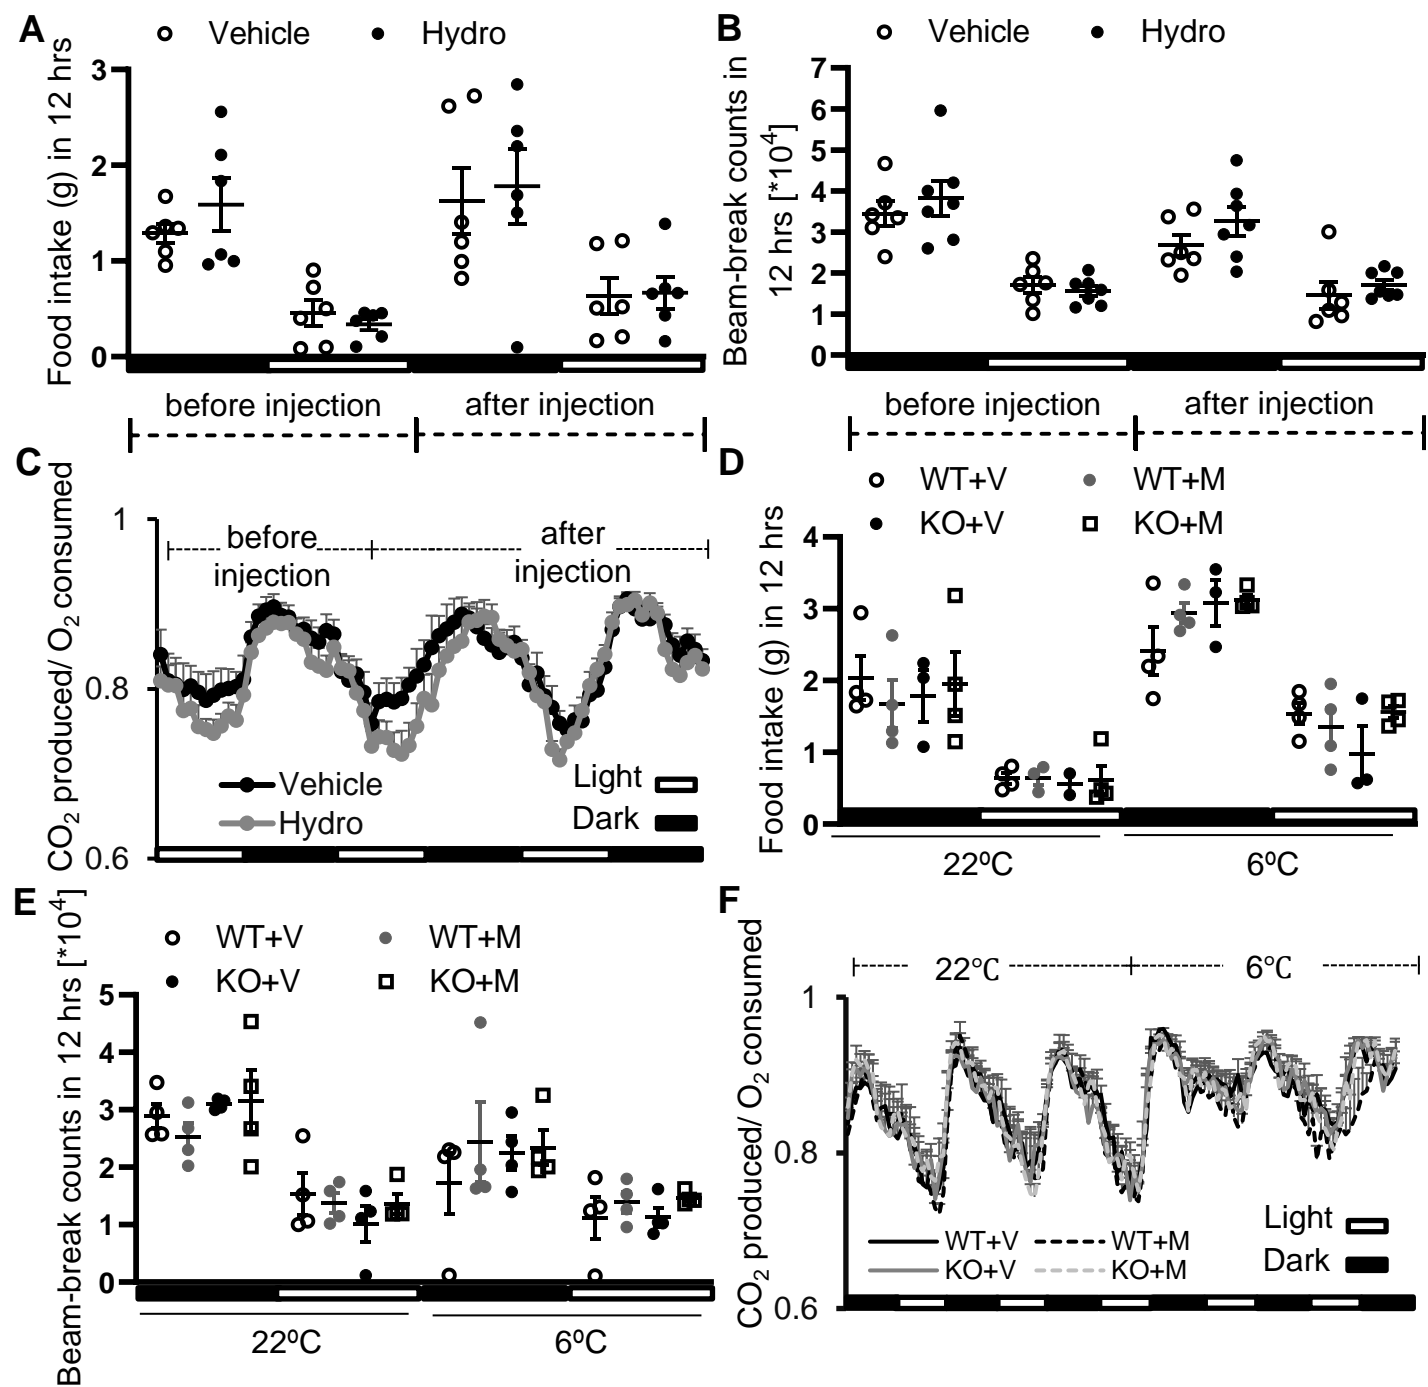 A
Vehicle Hydro
Food intake (g) in 12 hrs
3
2
1
0
before injection after injection
B
Vehicle Hydro
Beam-break counts in
12 hrs [*10⁴]
7
6
5
4
3
2
1
0
before injection after injection
C
CO₂ produced/ O₂ consumed
1
0.8
0.6
before
injection
after
injection
Vehicle
Hydro
Light
Dark
D
WT+V WT+M
KO+V KO+M
Food intake (g) in 12 hrs
4
3
2
1
0
22ºC 6ºC
E
WT+V WT+M
KO+V KO+M
Beam-break counts in 12 hrs [*10⁴]
5
4
3
2
1
0
22ºC 6ºC
F
CO₂ produced/ O₂ consumed
22℃ 6℃
1
0.8
0.6
WT+V WT+M
KO+V KO+M
Light
Dark